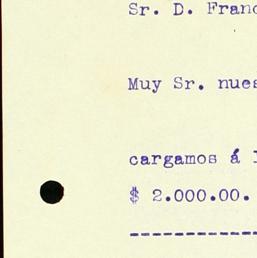 Sr. D. Franc
Muy Sr. nues
cargamos á
$ 2.000.00.